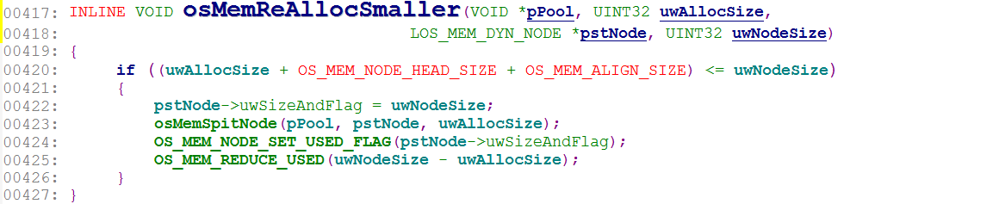 00417: INLINE VOID osMemReAllocSmaller(VOID *pPool, UINT32 uwAllocSize,
00418: LOS_MEM_DYN_NODE *pstNode, UINT32 uwNodeSize)
00419: {
00420: if ((uwAllocSize + OS_MEM_NODE_HEAD_SIZE + OS_MEM_ALIGN_SIZE) <= uwNodeSize)
00421: {
00422: pstNode->uwSizeAndFlag = uwNodeSize;
00423: osMemSpitNode(pPool, pstNode, uwAllocSize);
00424: OS_MEM_NODE_SET_USED_FLAG(pstNode->uwSizeAndFlag);
00425: OS_MEM_REDUCE_USED(uwNodeSize - uwAllocSize);
00426: }
00427: }